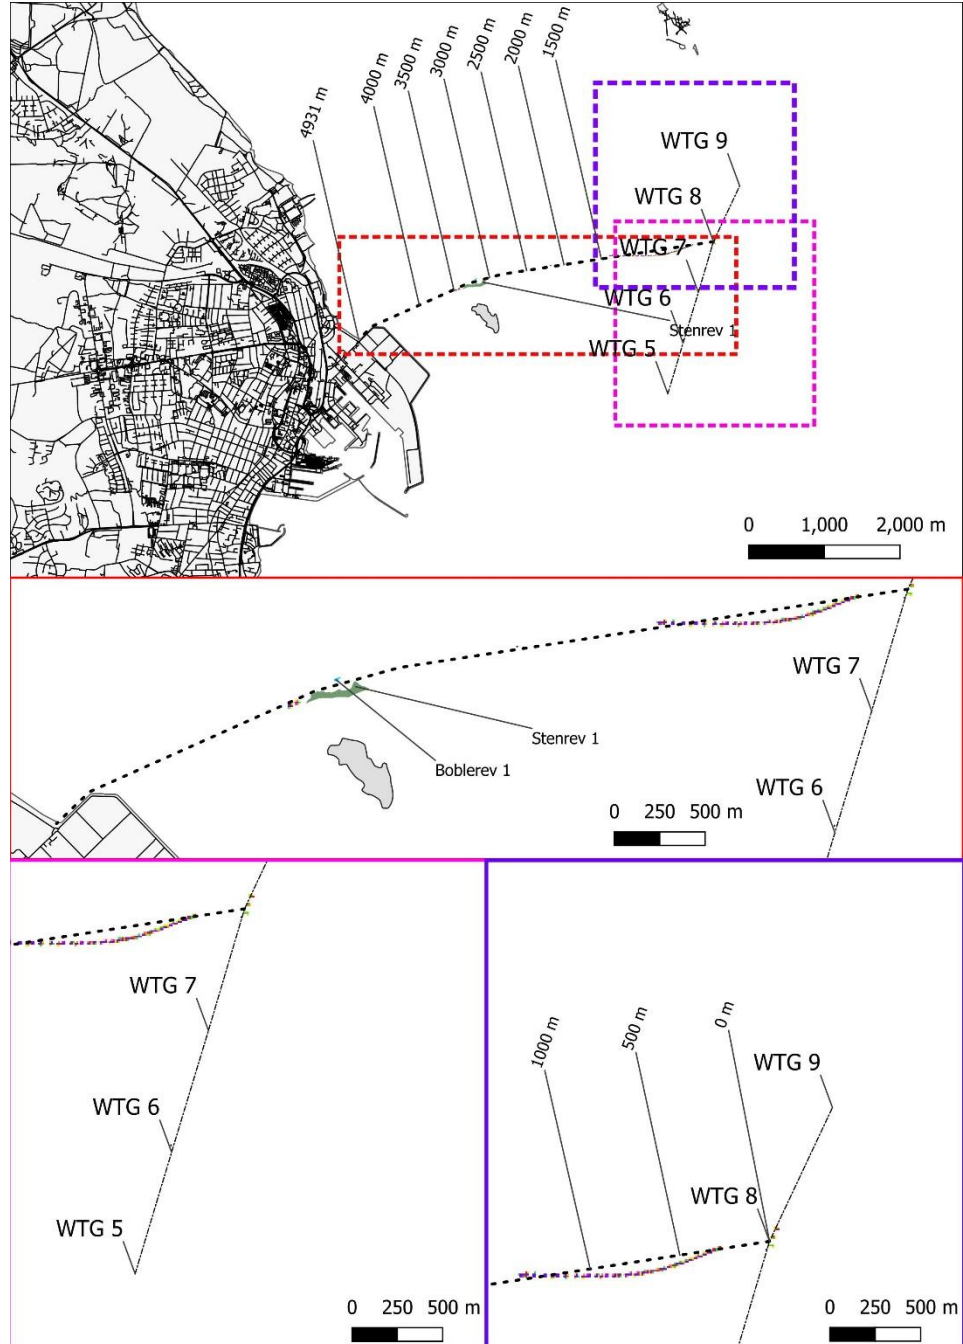 4931 m
4000 m
3500 m
3000 m
2500 m
2000 m
1500 m
WTG 9
WTG 8
WTG 7
WTG 6
Stenrev 1
WTG 5
0 1,000 2,000 m
WTG 7
Stenrev 1
Boblerev 1
WTG 6
0 250 500 m
WTG 7
WTG 6
WTG 5
0 250 500 m
1000 m
500 m
0 m
WTG 9
WTG 8
0 250 500 m